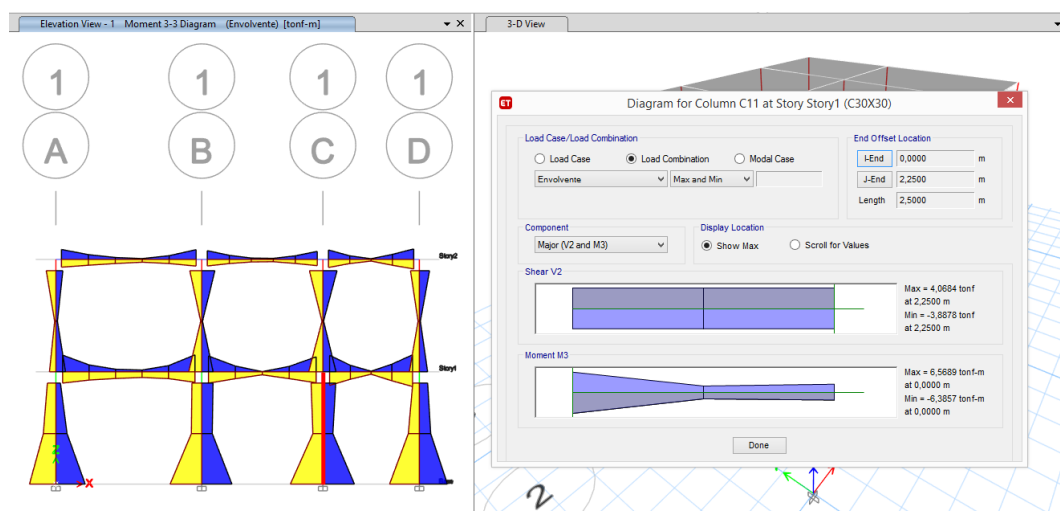 Elevation View - 1 Moment 3-3 Diagram (Envolvente) [tonf-m]
1 1 1 1
A B C D
Story2
Story1
Base
X
3-D View
ET
Diagram for Column C11 at Story Story1 (C30X30)
Load Case/Load Combination
Load Case
Load Combination
Modal Case
Envolvente
Max and Min
End Offset Location
I-End 0,0000 m
J-End 2,2500 m
Length 2,5000 m
Component
Major (V2 and M3)
Display Location
Show Max
Scroll for Values
Shear V2
Max = 4,0684 tonf
at 2,2500 m
Min = -3,8878 tonf
at 2,2500 m
Moment M3
Max = 6,5689 tonf-m
at 0,0000 m
Min = -6,3857 tonf-m
at 0,0000 m
Done
2